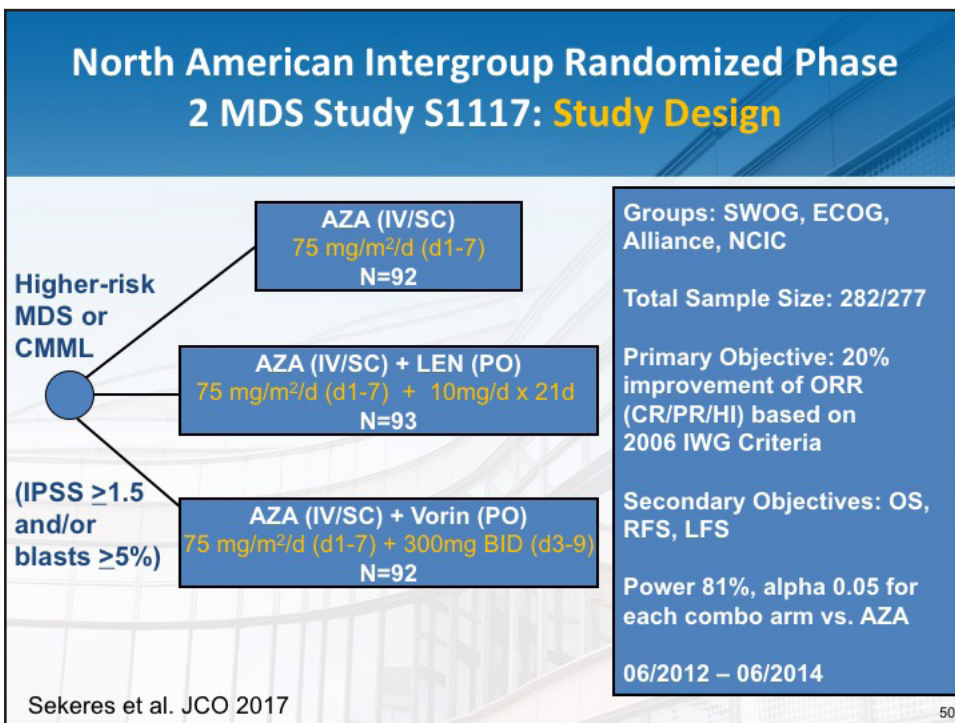 North American Intergroup Randomized Phase
2 MDS Study S1117: Study Design
Higher-risk
MDS or
CMML
(IPSS ≥1.5
and/or
blasts ≥5%)
AZA (IV/SC)
75 mg/m²/d (d1-7)
N=92
AZA (IV/SC) + LEN (PO)
75 mg/m²/d (d1-7) + 10mg/d x 21d
N=93
AZA (IV/SC) + Vorin (PO)
75 mg/m²/d (d1-7) + 300mg BID (d3-9)
N=92
Groups: SWOG, ECOG,
Alliance, NCIC
Total Sample Size: 282/277
Primary Objective: 20%
improvement of ORR
(CR/PR/HI) based on
2006 IWG Criteria
Secondary Objectives: OS,
RFS, LFS
Power 81%, alpha 0.05 for
each combo arm vs. AZA
06/2012 – 06/2014
Sekeres et al. JCO 2017
50